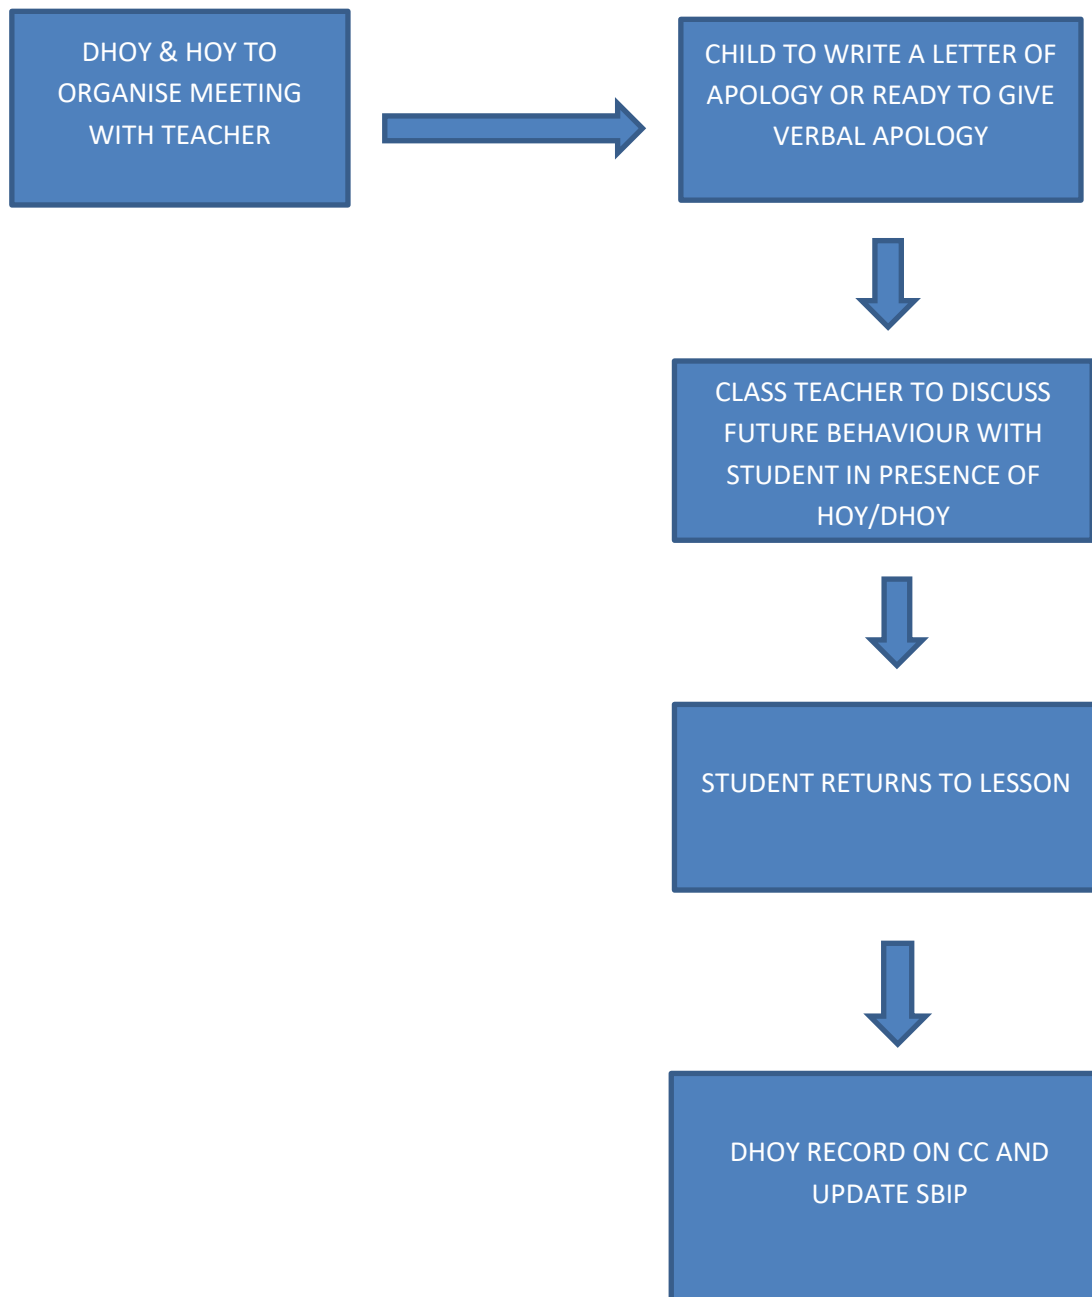 DHOY & HOY TO
ORGANISE MEETING
WITH TEACHER
CHILD TO WRITE A LETTER OF
APOLOGY OR READY TO GIVE
VERBAL APOLOGY
CLASS TEACHER TO DISCUSS
FUTURE BEHAVIOUR WITH
STUDENT IN PRESENCE OF
HOY/DHOY
STUDENT RETURNS TO LESSON
DHOY RECORD ON CC AND
UPDATE SBIP